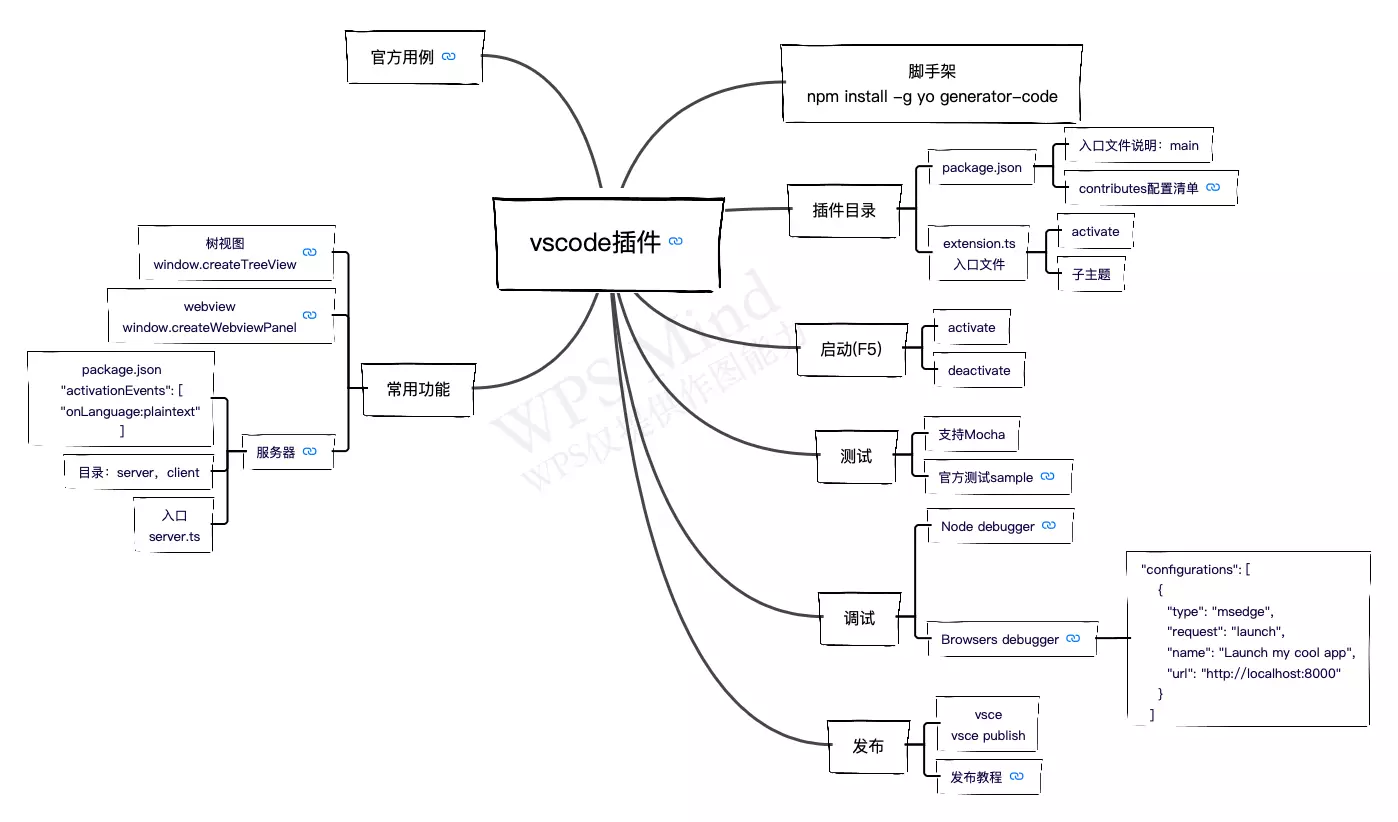 官方用例
脚手架
npm install -g yo generator-code
vscode插件
插件目录
package.json
入口文件说明：main
contributes配置清单
extension.ts
入口文件
activate
子主题
启动(F5)
activate
deactivate
测试
支持Mocha
官方测试sample
调试
Node debugger
Browsers debugger
"configurations": [
{
"type": "msedge",
"request": "launch",
"name": "Launch my cool app",
"url": "http://localhost:8000"
}
]
发布
vsce
vsce publish
发布教程
常用功能
树视图
window.createTreeView
webview
window.createWebviewPanel
服务器
package.json
"activationEvents": [
"onLanguage:plaintext"
]
目录：server，client
入口
server.ts
WPS Mind
WPS仅提供作图能力